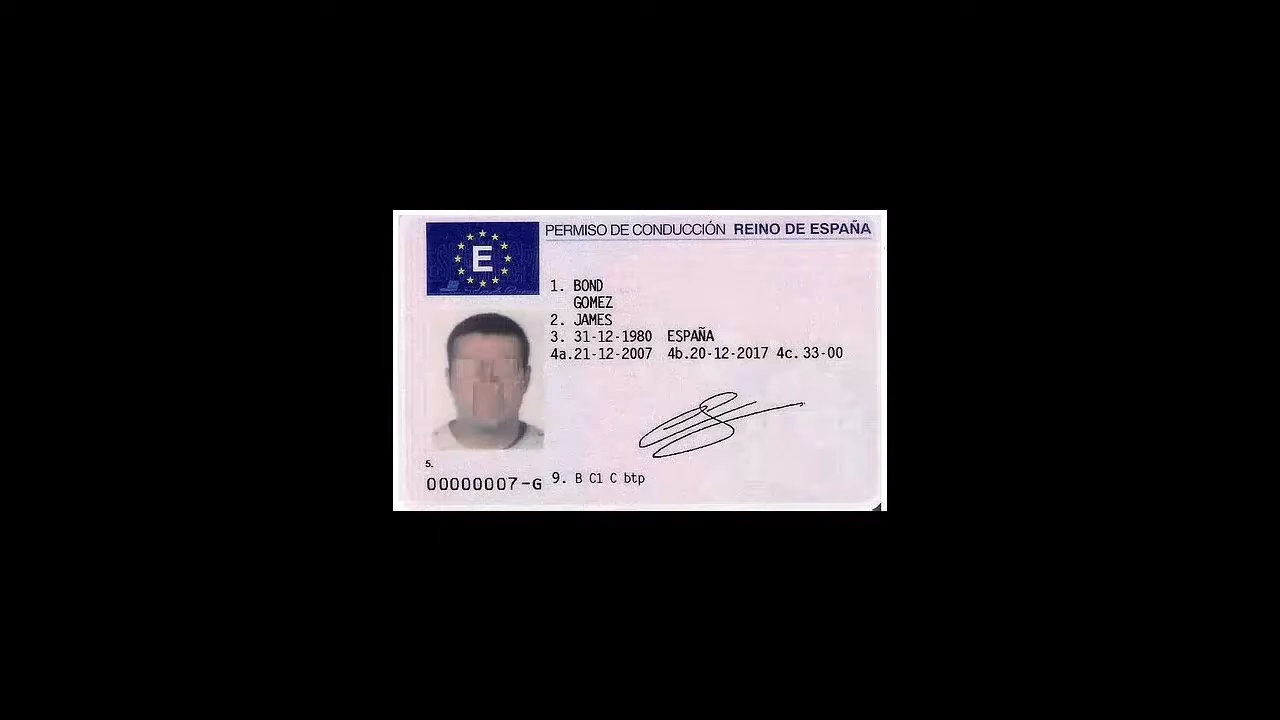 E
PERMISO DE CONDUCCIÓN REINO DE ESPAÑA
1. BOND
GOMEZ
2. JAMES
3. 31-12-1980 ESPAÑA
4a.21-12-2007 4b.20-12-2017 4c.33-00
5.
00000007-G
9. B C1 C btp